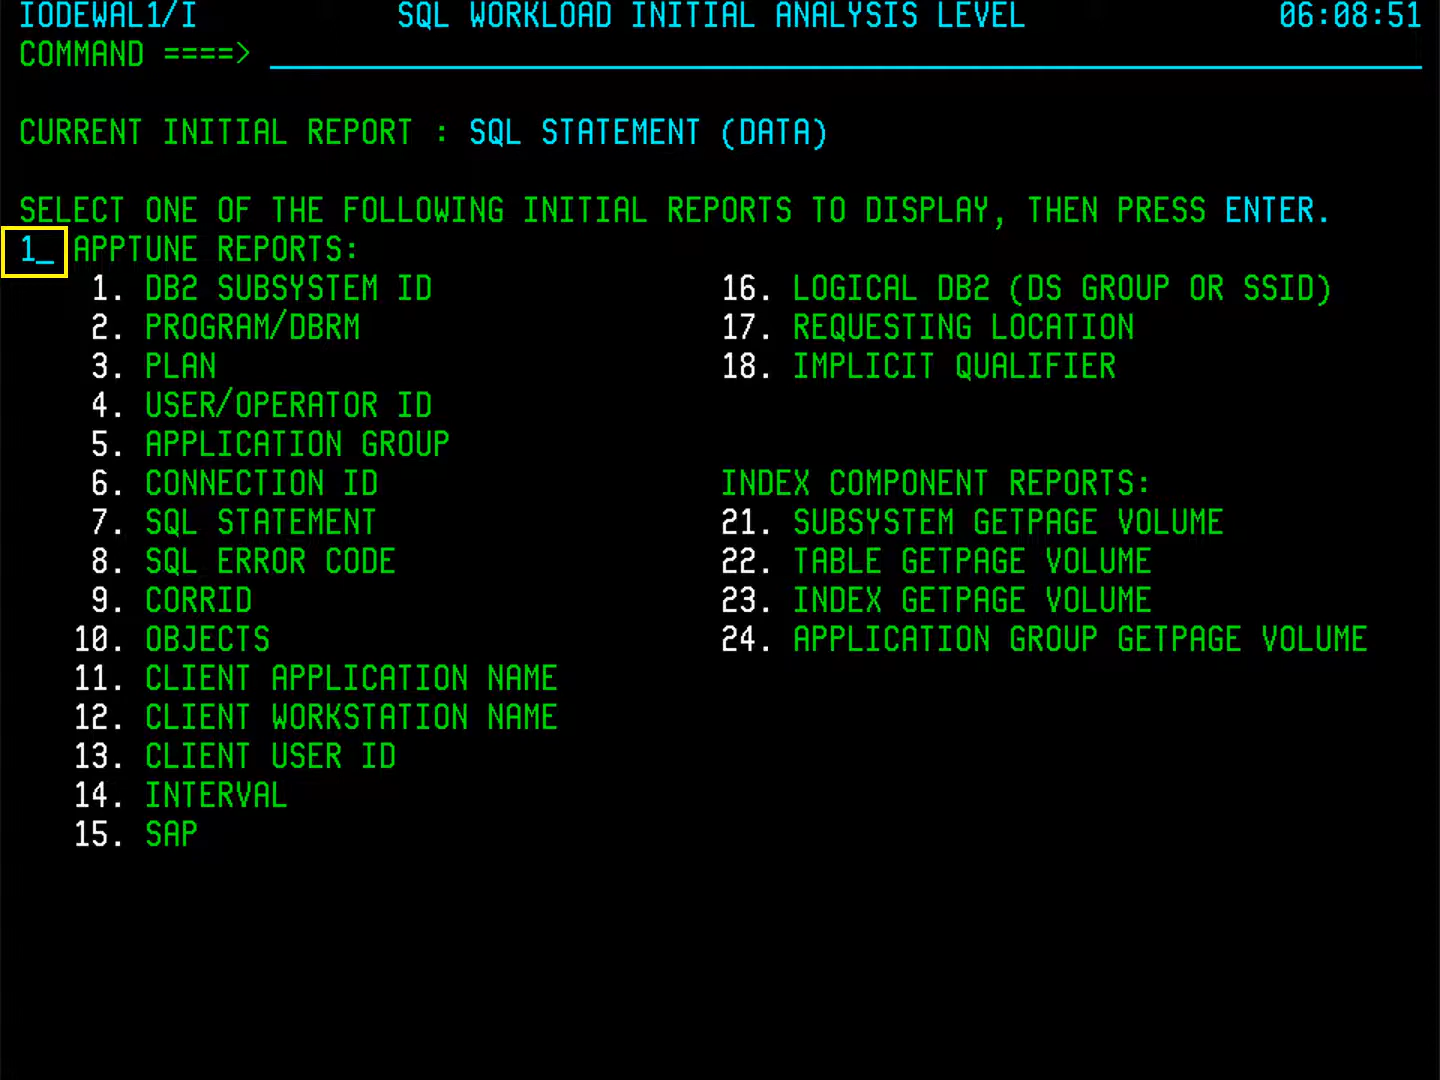 IODEWAL1/I SQL WORKLOAD INITIAL ANALYSIS LEVEL 06:08:51
COMMAND ====>
CURRENT INITIAL REPORT : SQL STATEMENT (DATA)
SELECT ONE OF THE FOLLOWING INITIAL REPORTS TO DISPLAY, THEN PRESS ENTER.
1_ APPTUNE REPORTS:
1. DB2 SUBSYSTEM ID
2. PROGRAM/DBRM
3. PLAN
4. USER/OPERATOR ID
5. APPLICATION GROUP
6. CONNECTION ID
7. SQL STATEMENT
8. SQL ERROR CODE
9. CORRID
10. OBJECTS
11. CLIENT APPLICATION NAME
12. CLIENT WORKSTATION NAME
13. CLIENT USER ID
14. INTERVAL
15. SAP
16. LOGICAL DB2 (DS GROUP OR SSID)
17. REQUESTING LOCATION
18. IMPLICIT QUALIFIER
INDEX COMPONENT REPORTS:
21. SUBSYSTEM GETPAGE VOLUME
22. TABLE GETPAGE VOLUME
23. INDEX GETPAGE VOLUME
24. APPLICATION GROUP GETPAGE VOLUME